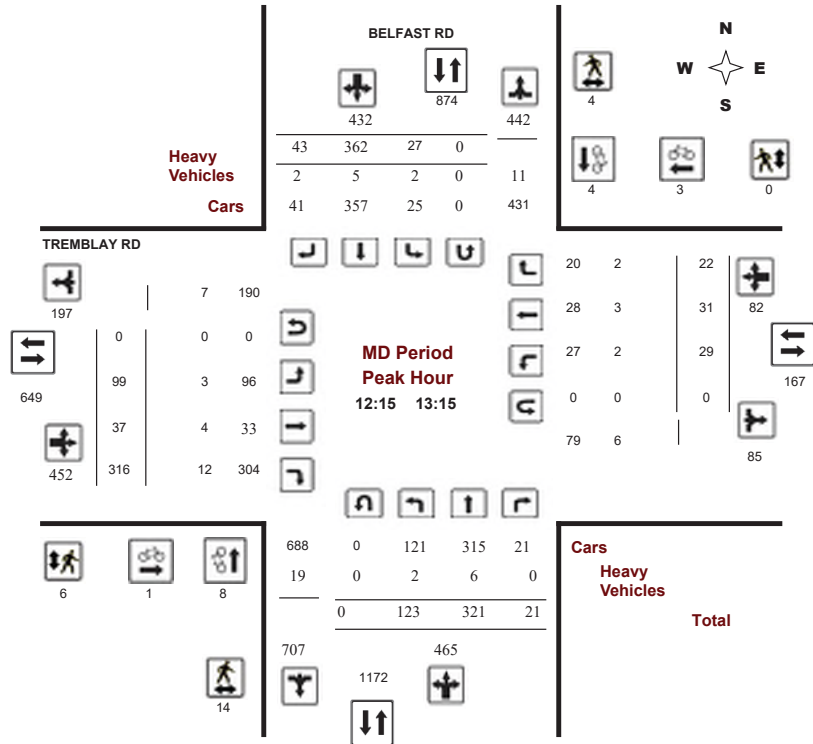 N
BELFAST RD
W E
S
432 874 442 4
43 362 27 0
Heavy
Vehicles 2 5 2 0 11
4 3 0
Cars 41 357 25 0 431
TREMBLAY RD
197 7 190
20 2 22
82
0 0 0
28 3 31
649
99 3 96
MD Period
Peak Hour
12:15 13:15
27 2 29
167
37 4 33
0 0 0
452 316 12 304
79 6
85
688 0 121 315 21 Cars
6 1 8
19 0 2 6 0 Heavy
Vehicles
0 123 321 21 Total
707 1172 465
14